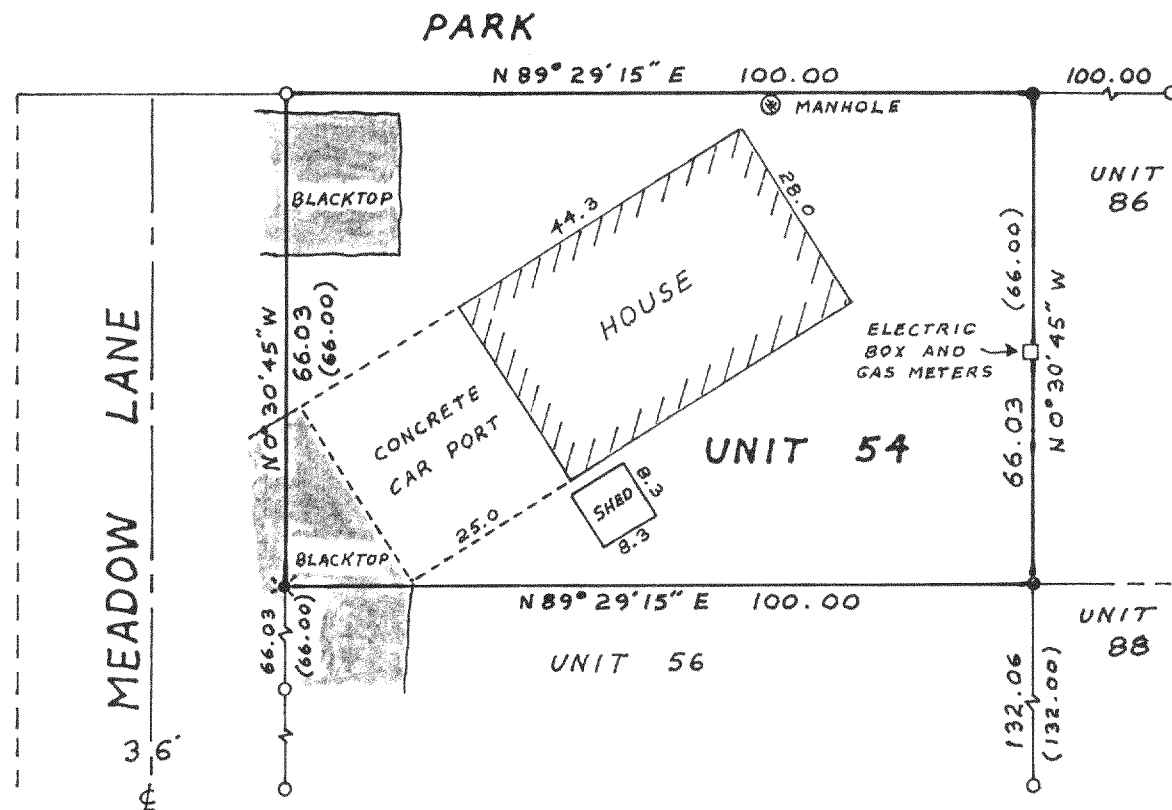 PARK
N 89° 29' 15" E 100.00
100.00
MANHOLE
BLACKTOP
44.3
28.0
UNIT
86
HOUSE
(66.00)
N 0° 30' 45" W
66.03
ELECTRIC
BOX AND
GAS METERS
N 0° 30' 45" W
66.03
(66.00)
MEADOW LANE
CONCRETE
CAR PORT
UNIT 54
25.0
SHED
8.3
8.3
BLACKTOP
N 89° 29' 15" E 100.00
66.03
(66.00)
UNIT 56
UNIT
88
132.06
(132.00)
36'
℄